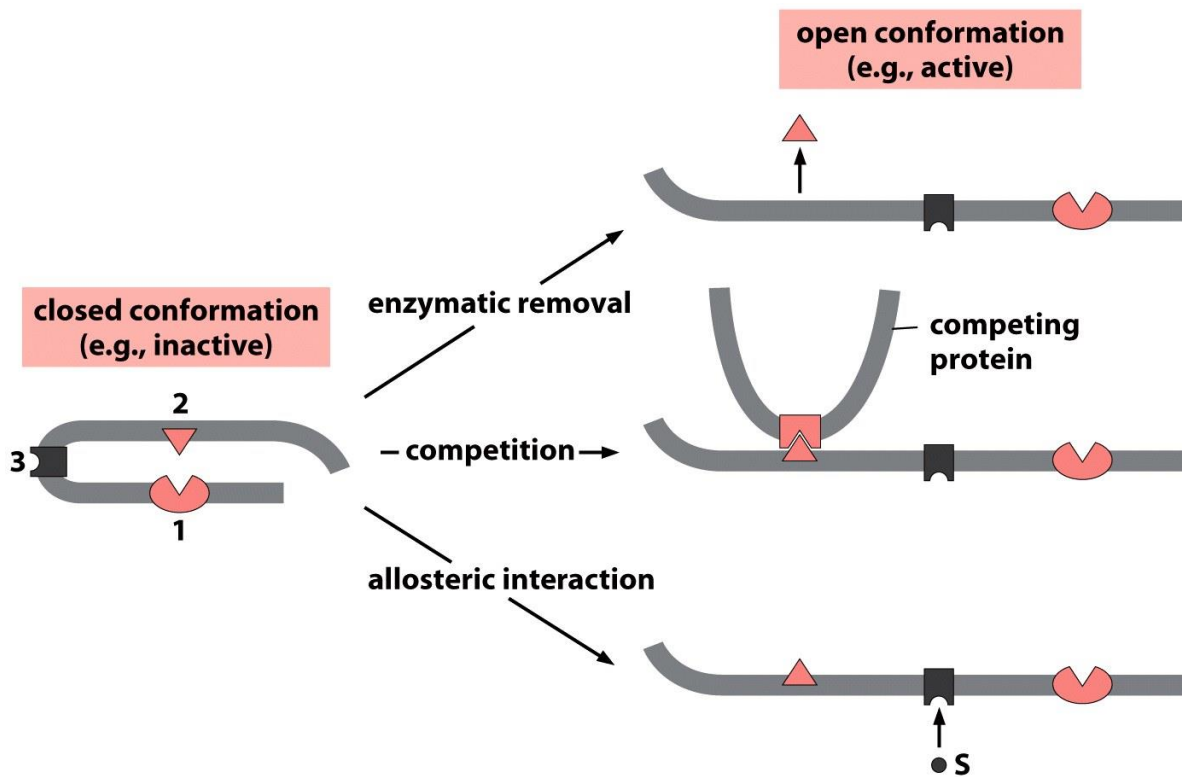 open conformation
(e.g., active)
enzymatic removal
closed conformation
(e.g., inactive)
competing
protein
2
3
competition
1
allosteric interaction
S